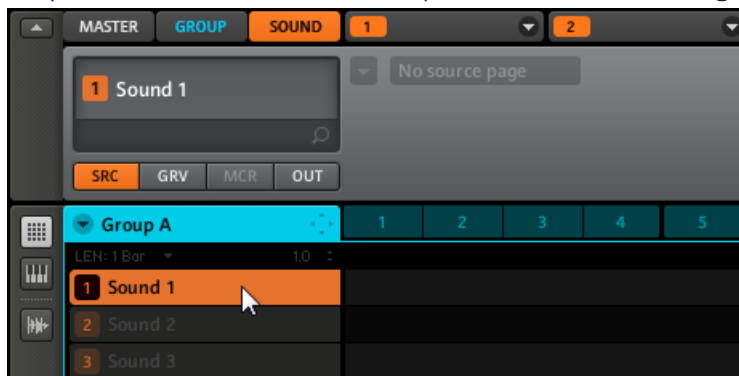 MASTER GROUP SOUND 1 2
1 Sound 1
No source page
SRC GRV MCR OUT
Group A 1 2 3 4 5
LEN: 1 Bar 1.0
1 Sound 1
2 Sound 2
3 Sound 3